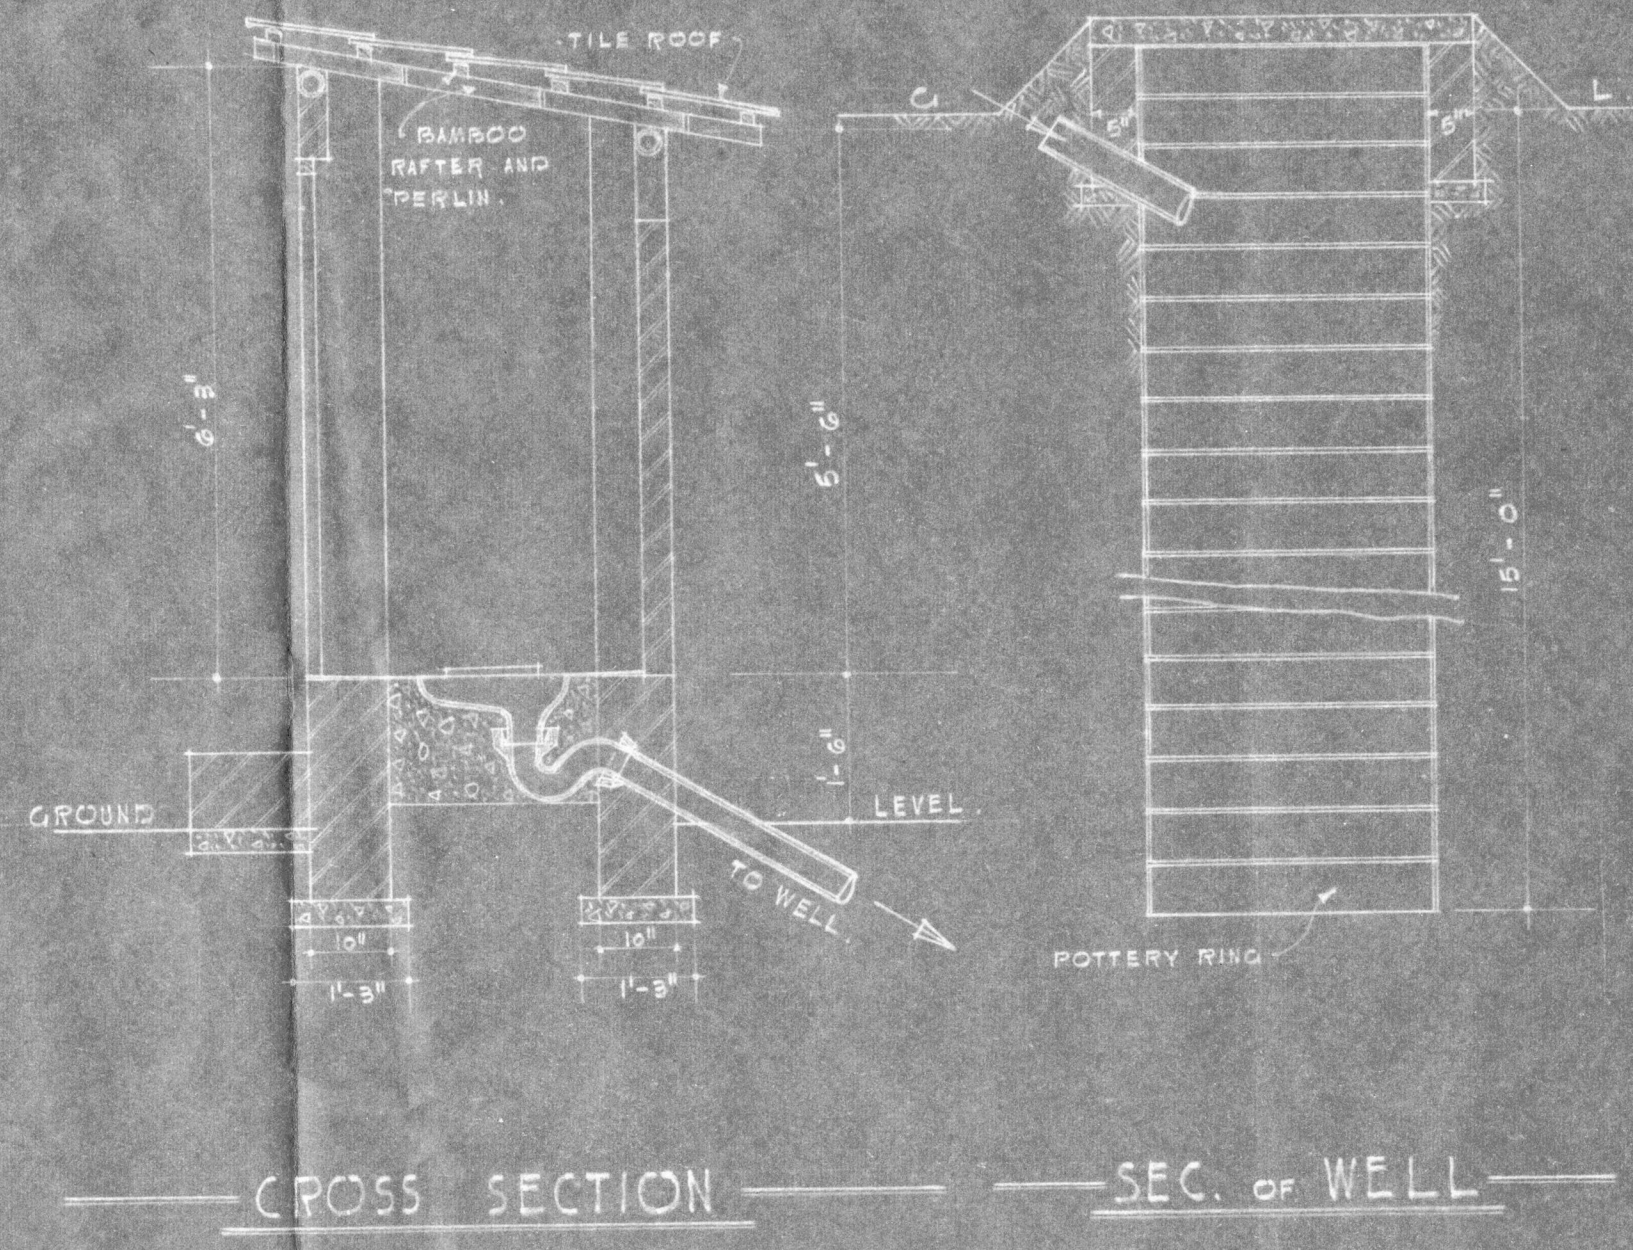 TILE ROOF
BAMBOO
RAFTER AND
PERLIN.
6'-3"
5'-6"
1'-6"
GROUND
LEVEL.
TO WELL.
10"
1'-3"
10"
1'-3"
CROSS SECTION
G
L
5"
5"
15'-0"
POTTERY RING
SEC. OF WELL